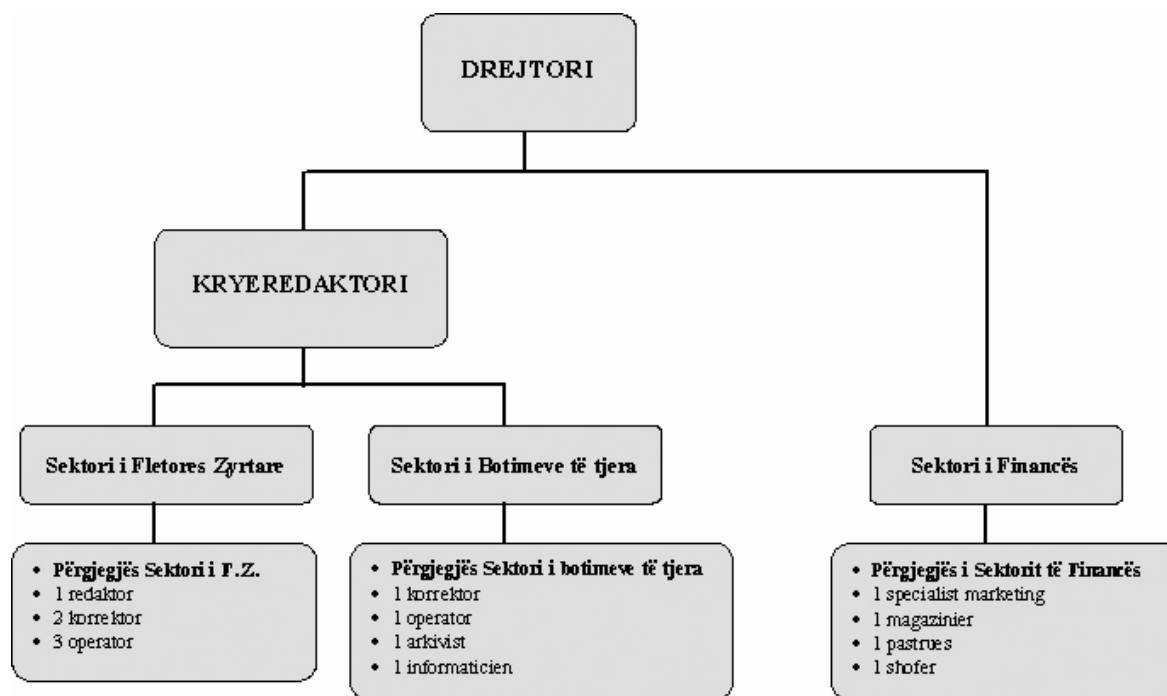 DREJTORI
KRYEREDAKTORI
Sektori i Fletores Zyrtare
Sektori i Botimeve të tjera
Sektori i Financës
• Përgjegjës Sektori i F.Z.
• 1 redaktor
• 2 korrektor
• 3 operator
• Përgjegjës Sektori i botimeve të tjera
• 1 korrektor
• 1 operator
• 1 arkivist
• 1 informaticien
• Përgjegjës i Sektorit të Financës
• 1 specialist marketing
• 1 magazinier
• 1 pastrues
• 1 shofer